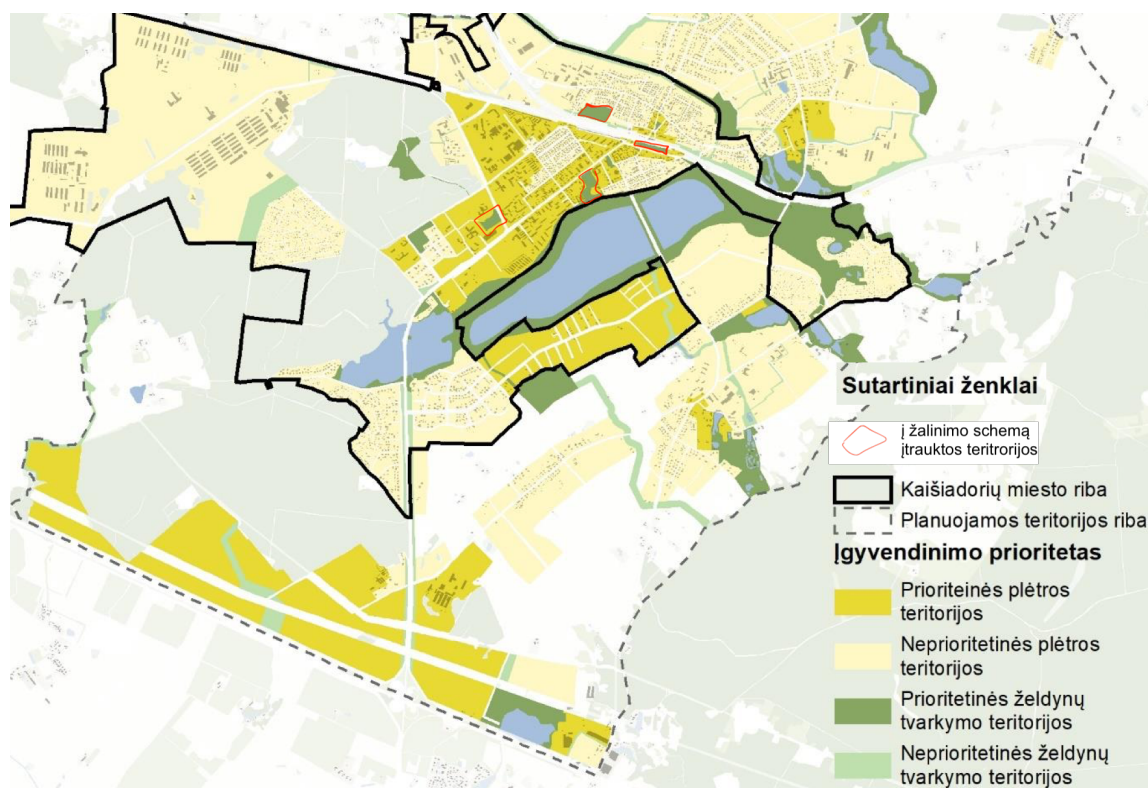 Sutartiniai ženklai
į žalinimo schemą
įtrauktos teritrorijos
Kaišiadorių miesto riba
Planuojamos teritorijos riba
Įgyvendinimo prioritetas
Prioriteinės plėtros
teritorijos
Neprioritetinės plėtros
teritorijos
Prioritetinės želdynų
tvarkymo teritorijos
Neprioritetinės želdynų
tvarkymo teritorijos